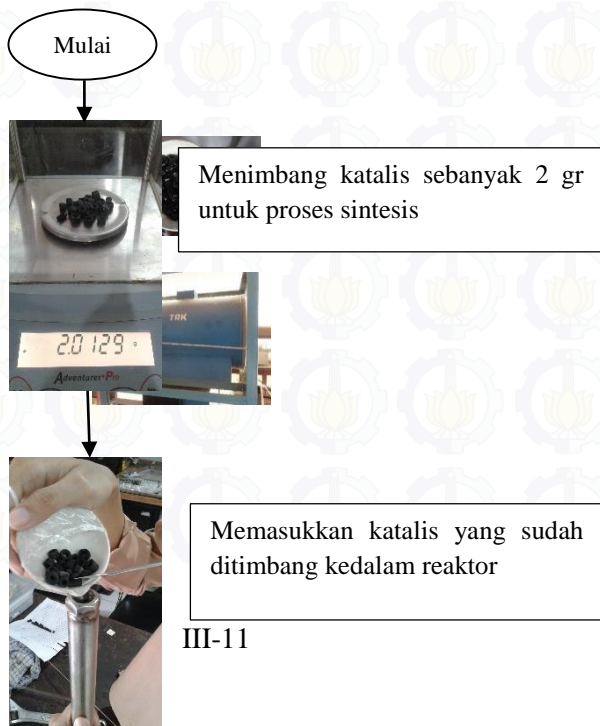 Mulai
Menimbang katalis sebanyak 2 gr
untuk proses sintesis
TRK
2.0129 g
Adventurer Pro
Memasukkan katalis yang sudah
ditimbang kedalam reaktor
III-11